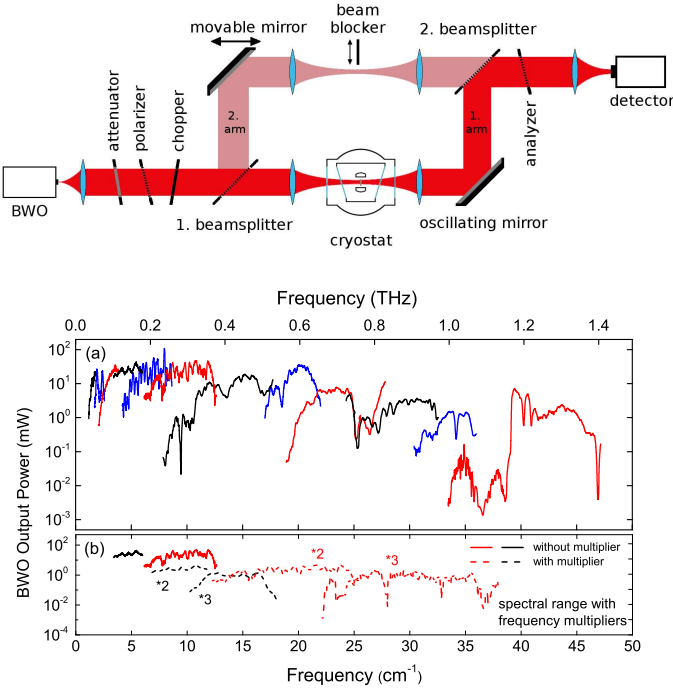 movable mirror
beam
blocker
2. beamsplitter
attenuator
polarizer
chopper
2.
arm
1.
arm
analyzer
detector
BWO
1. beamsplitter
cryostat
oscillating mirror
Frequency (THz)
0.0 0.2 0.4 0.6 0.8 1.0 1.2 1.4
(a)
10²
10¹
10⁰
10⁻¹
10⁻²
10⁻³
BWO Output Power (mW)
(b)
10²
10⁰
10⁻²
10⁻⁴
*2
*3
*2
*3
without multiplier
with multiplier
spectral range with
frequency multipliers
0 5 10 15 20 25 30 35 40 45 50
Frequency (cm⁻¹)